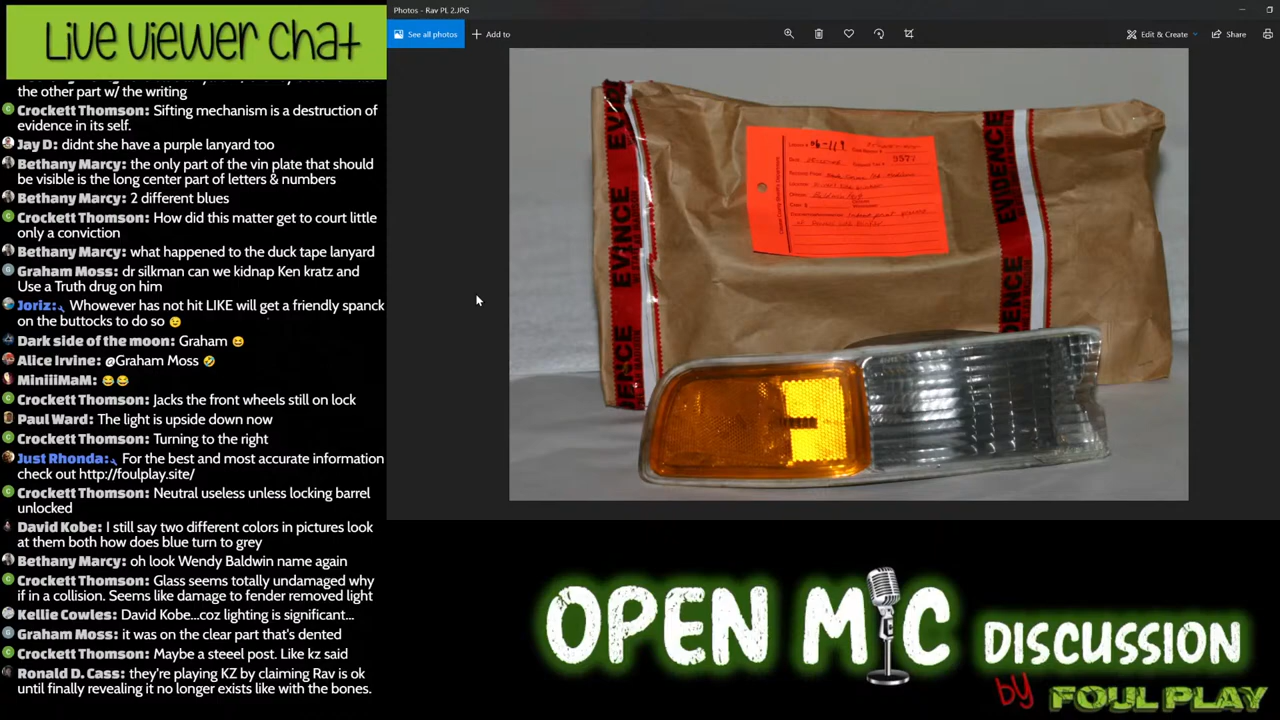 Live viewer chat
the other part w/ the writing
Crockett Thomson: Sifting mechanism is a destruction of
evidence in its self.
Jay D: didnt she have a purple lanyard too
Bethany Marcy: the only part of the vin plate that should
be visible is the long center part of letters & numbers
Bethany Marcy: 2 different blues
Crockett Thomson: How did this matter get to court little
only a conviction
Bethany Marcy: what happened to the duck tape lanyard
Graham Moss: dr silkman can we kidnap Ken kratz and
Use a Truth drug on him
Joriz: Whowever has not hit LIKE will get a friendly spanck
on the buttocks to do so 😉
Dark side of the moon: Graham 😆
Alice Irvine: @Graham Moss 🤣
MiniiiMaM: 😂😂
Crockett Thomson: Jacks the front wheels still on lock
Paul Ward: The light is upside down now
Crockett Thomson: Turning to the right
Just Rhonda: For the best and most accurate information
check out http://foulplay.site/
Crockett Thomson: Neutral useless unless locking barrel
unlocked
David Kobe: I still say two different colors in pictures look
at them both how does blue turn to grey
Bethany Marcy: oh look Wendy Baldwin name again
Crockett Thomson: Glass seems totally undamaged why
if in a collision. Seems like damage to fender removed light
Kellie Cowles: David Kobe...coz lighting is significant...
Graham Moss: it was on the clear part that's dented
Crockett Thomson: Maybe a steeel post. Like kz said
Ronald D. Cass: they're playing KZ by claiming Rav is ok
until finally revealing it no longer exists like with the bones.
Photos - Rav PL 2.JPG
See all photos
Add to
Edit & Create
Share
EVIDENCE
EVIDENCE
9577
OPEN MIC
DISCUSSION
by FOUL PLAY